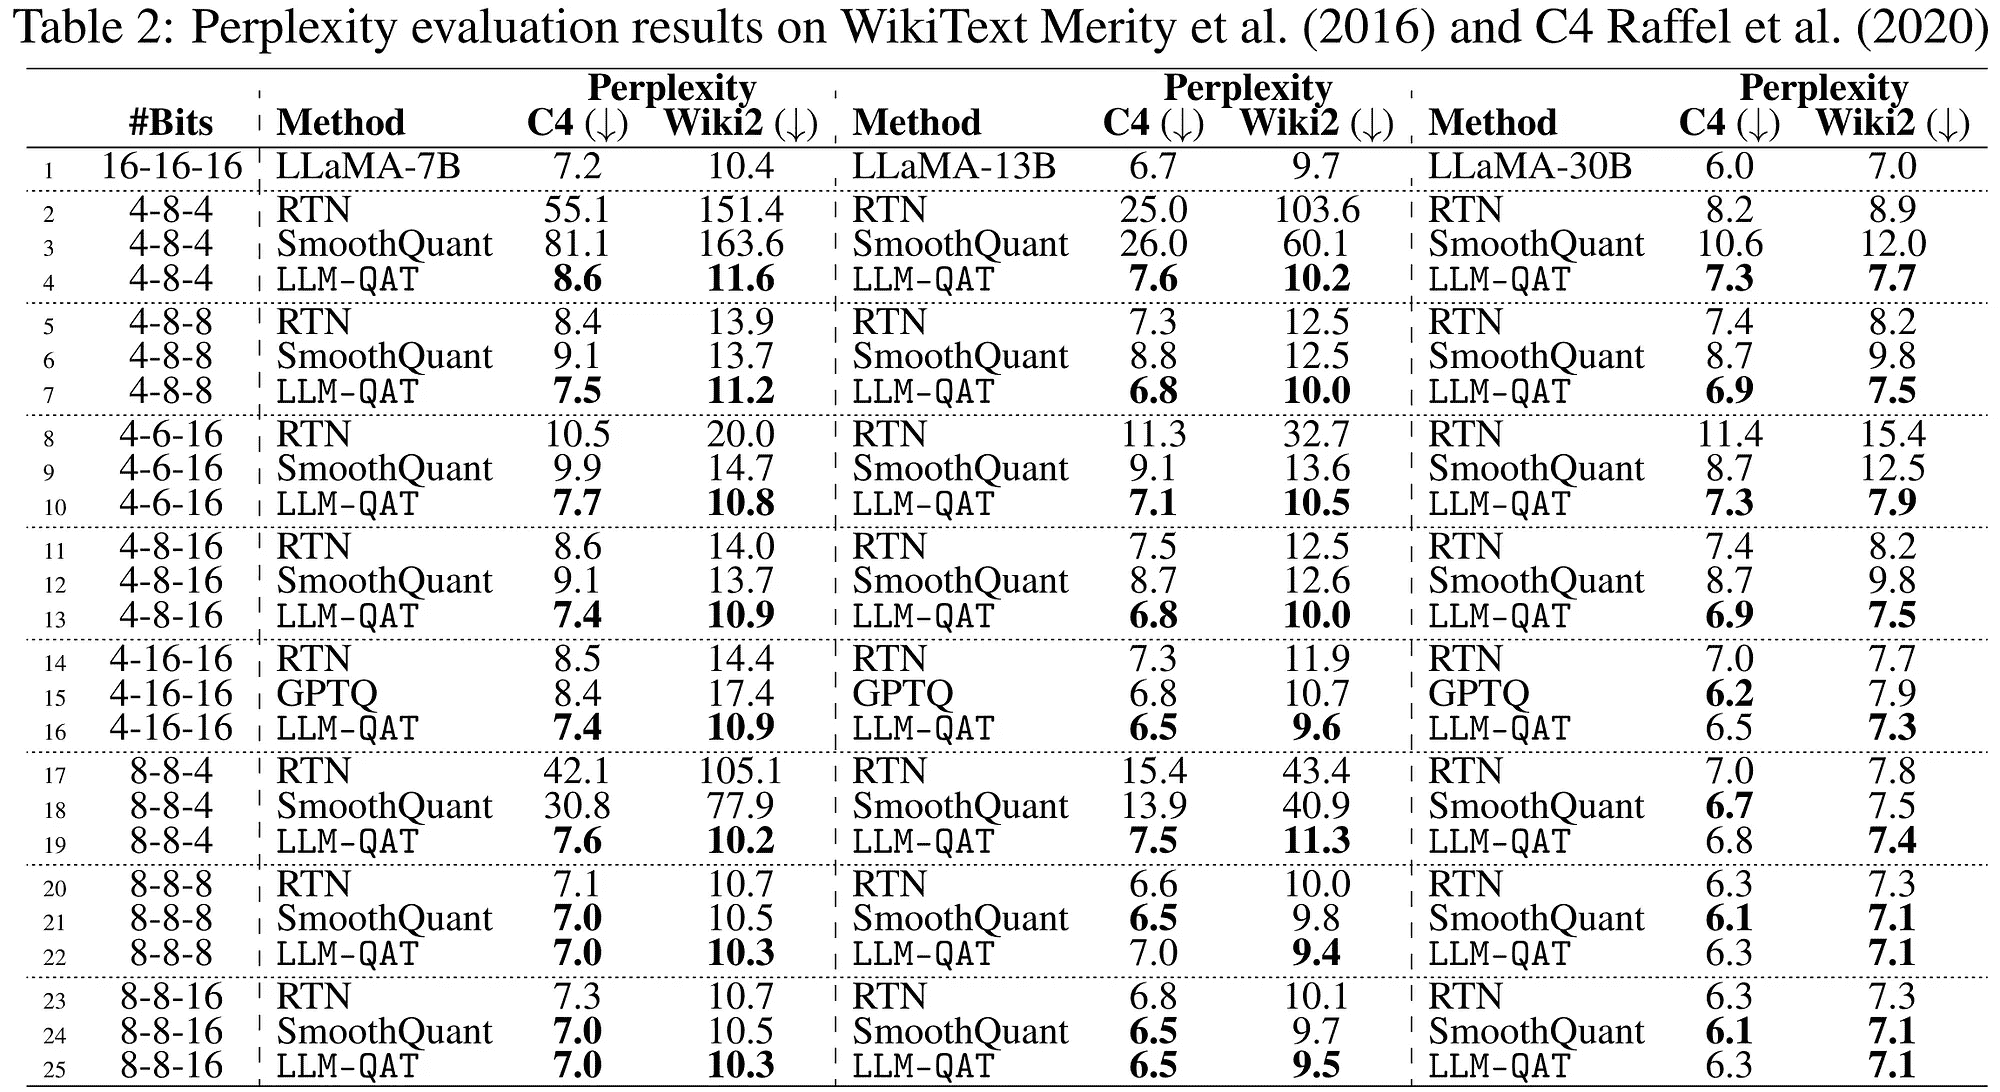 Table 2: Perplexity evaluation results on WikiText Merity et al. (2016) and C4 Raffel et al. (2020)
Perplexity Perplexity Perplexity
#Bits Method C4 (↓) Wiki2 (↓) Method C4 (↓) Wiki2 (↓) Method C4 (↓) Wiki2 (↓)
1 16-16-16 LLaMA-7B 7.2 10.4 LLaMA-13B 6.7 9.7 LLaMA-30B 6.0 7.0
2 4-8-4 RTN 55.1 151.4 RTN 25.0 103.6 RTN 8.2 8.9
3 4-8-4 SmoothQuant 81.1 163.6 SmoothQuant 26.0 60.1 SmoothQuant 10.6 12.0
4 4-8-4 LLM-QAT 8.6 11.6 LLM-QAT 7.6 10.2 LLM-QAT 7.3 7.7
5 4-8-8 RTN 8.4 13.9 RTN 7.3 12.5 RTN 7.4 8.2
6 4-8-8 SmoothQuant 9.1 13.7 SmoothQuant 8.8 12.5 SmoothQuant 8.7 9.8
7 4-8-8 LLM-QAT 7.5 11.2 LLM-QAT 6.8 10.0 LLM-QAT 6.9 7.5
8 4-6-16 RTN 10.5 20.0 RTN 11.3 32.7 RTN 11.4 15.4
9 4-6-16 SmoothQuant 9.9 14.7 SmoothQuant 9.1 13.6 SmoothQuant 8.7 12.5
10 4-6-16 LLM-QAT 7.7 10.8 LLM-QAT 7.1 10.5 LLM-QAT 7.3 7.9
11 4-8-16 RTN 8.6 14.0 RTN 7.5 12.5 RTN 7.4 8.2
12 4-8-16 SmoothQuant 9.1 13.7 SmoothQuant 8.7 12.6 SmoothQuant 8.7 9.8
13 4-8-16 LLM-QAT 7.4 10.9 LLM-QAT 6.8 10.0 LLM-QAT 6.9 7.5
14 4-16-16 RTN 8.5 14.4 RTN 7.3 11.9 RTN 7.0 7.7
15 4-16-16 GPTQ 8.4 17.4 GPTQ 6.8 10.7 GPTQ 6.2 7.9
16 4-16-16 LLM-QAT 7.4 10.9 LLM-QAT 6.5 9.6 LLM-QAT 6.5 7.3
17 8-8-4 RTN 42.1 105.1 RTN 15.4 43.4 RTN 7.0 7.8
18 8-8-4 SmoothQuant 30.8 77.9 SmoothQuant 13.9 40.9 SmoothQuant 6.7 7.5
19 8-8-4 LLM-QAT 7.6 10.2 LLM-QAT 7.5 11.3 LLM-QAT 6.8 7.4
20 8-8-8 RTN 7.1 10.7 RTN 6.6 10.0 RTN 6.3 7.3
21 8-8-8 SmoothQuant 7.0 10.5 SmoothQuant 6.5 9.8 SmoothQuant 6.1 7.1
22 8-8-8 LLM-QAT 7.0 10.3 LLM-QAT 7.0 9.4 LLM-QAT 6.3 7.1
23 8-8-16 RTN 7.3 10.7 RTN 6.8 10.1 RTN 6.3 7.3
24 8-8-16 SmoothQuant 7.0 10.5 SmoothQuant 6.5 9.7 SmoothQuant 6.1 7.1
25 8-8-16 LLM-QAT 7.0 10.3 LLM-QAT 6.5 9.5 LLM-QAT 6.3 7.1